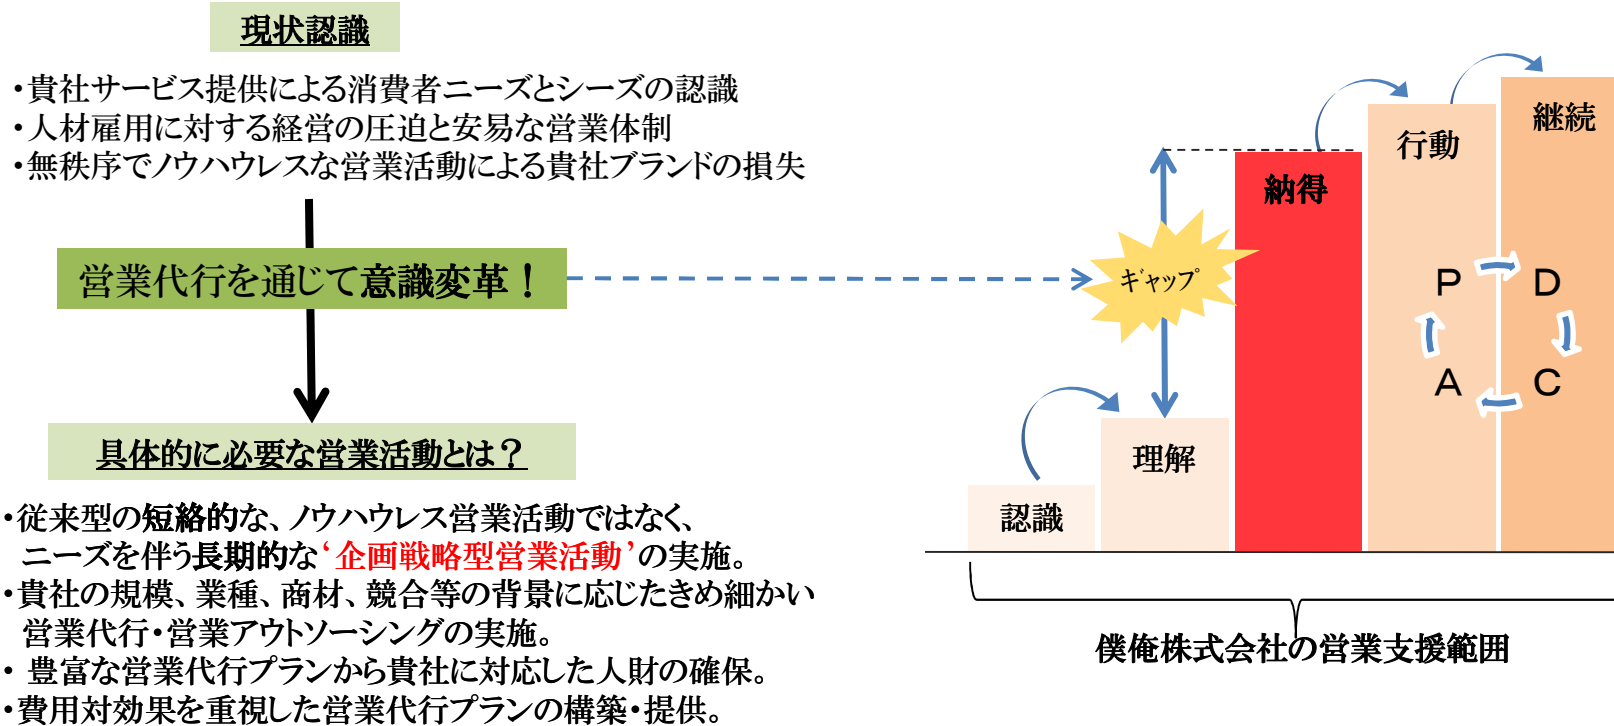 現状認識
・貴社サービス提供による消費者ニーズとシーズの認識
・人材雇用に対する経営の圧迫と安易な営業体制
・無秩序でノウハウレスな営業活動による貴社ブランドの損失
営業代行を通じて意識変革！
具体的に必要な営業活動とは？
・従来型の短絡的な、ノウハウレス営業活動ではなく、
ニーズを伴う長期的な‘企画戦略型営業活動’の実施。
・貴社の規模、業種、商材、競合等の背景に応じたきめ細かい
営業代行・営業アウトソーシングの実施。
・ 豊富な営業代行プランから貴社に対応した人財の確保。
・費用対効果を重視した営業代行プランの構築・提供。
認識
理解
ギャップ
納得
行動
継続
P
D
A
C
僕俺株式会社の営業支援範囲